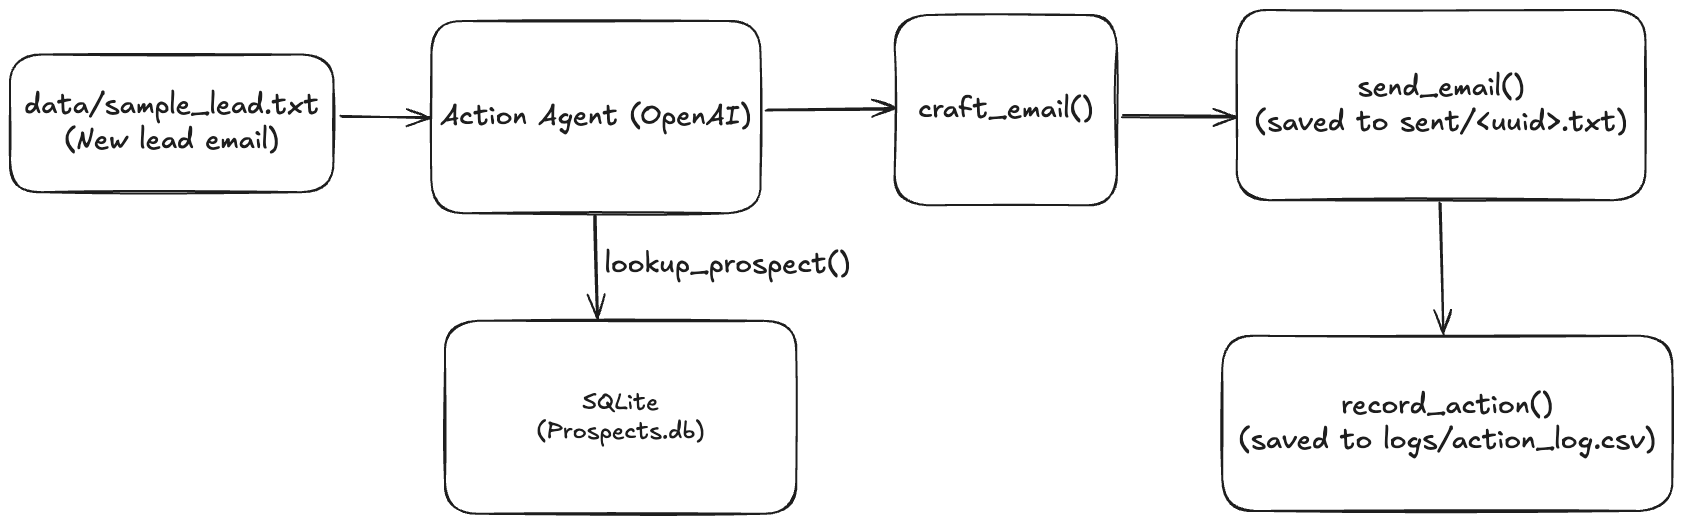 data/sample_lead.txt
(New lead email)
Action Agent (OpenAI)
craft_email()
send_email()
(saved to sent/<uuid>.txt)
lookup_prospect()
SQLite
(Prospects.db)
record_action()
(saved to logs/action_log.csv)